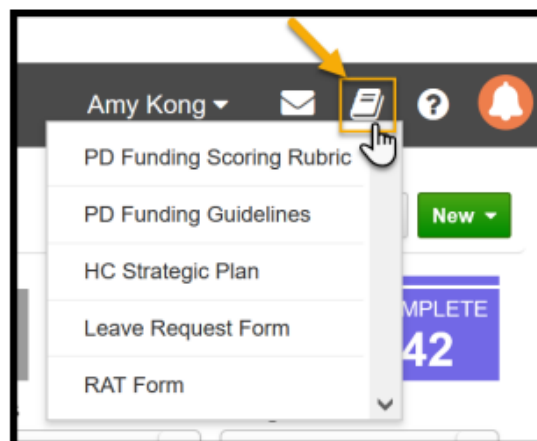 Amy Kong
PD Funding Scoring Rubric
PD Funding Guidelines
New
HC Strategic Plan
MPLETE
Leave Request Form
42
RAT Form